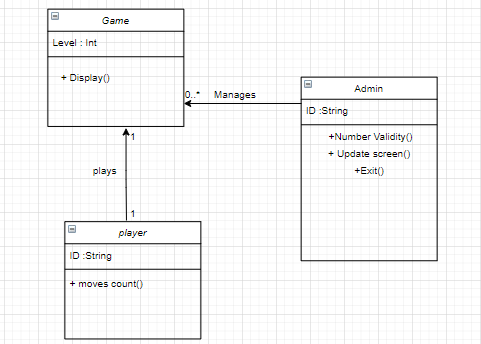 Game
Level : Int
+ Display()
0..*
Manages
Admin
ID :String
+Number Validity()
+ Update screen()
+Exit()
1
plays
1
player
ID :String
+ moves count()